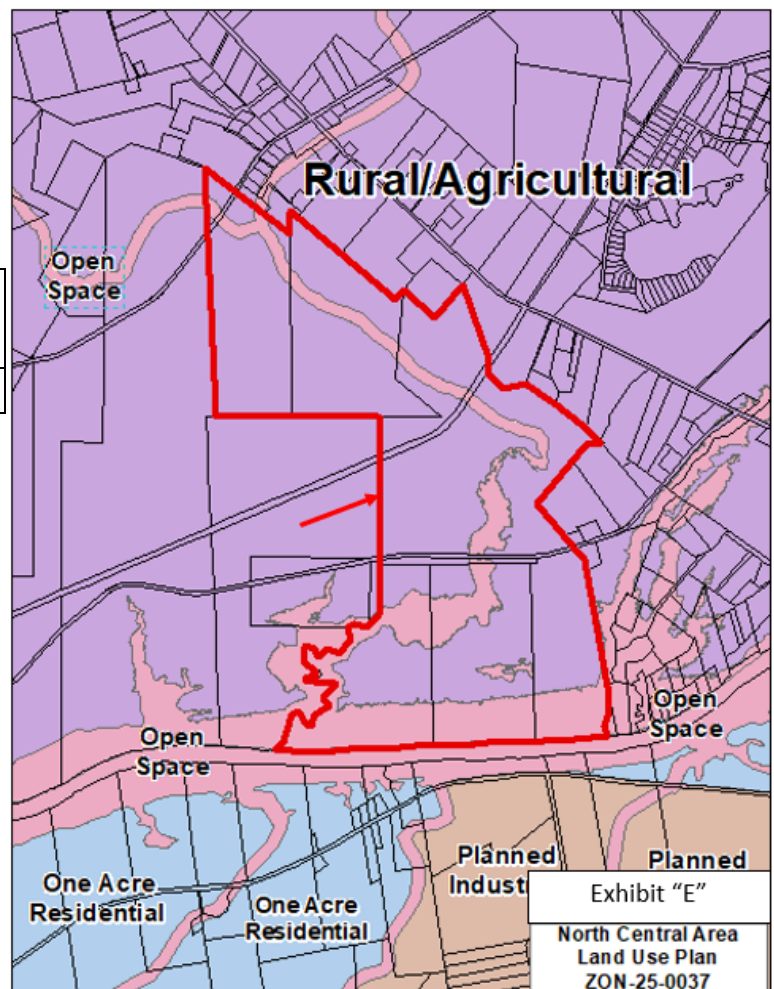 Rural/Agricultural
Open
Space
Open
Space
Open
Space
One Acre
Residential
One Acre
Residential
Planned
Industri
Planned
Exhibit “E”
North Central Area
Land Use Plan
ZON-25-0037